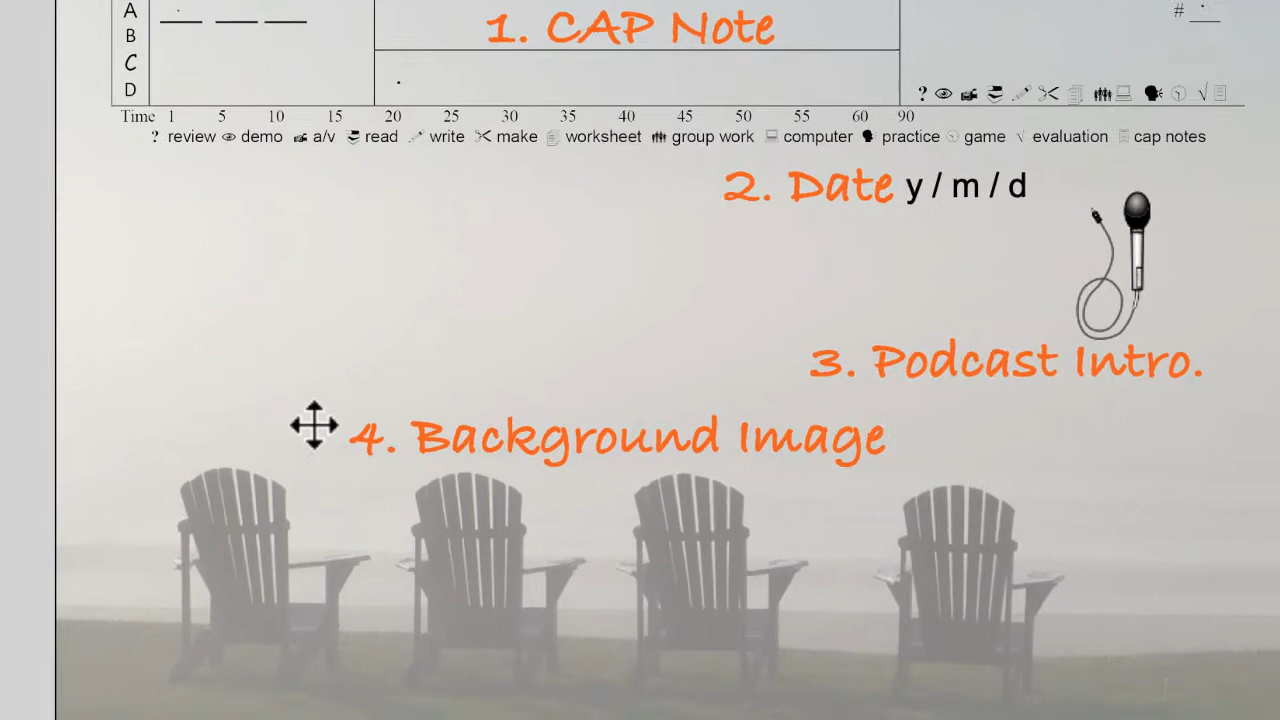 A
B
C
D
1. CAP Note
# __
Time 1 5 10 15 20 25 30 35 40 45 50 55 60 90
? review demo a/v read write make worksheet group work computer practice game √ evaluation cap notes
2. Date y / m / d
3. Podcast Intro.
4. Background Image